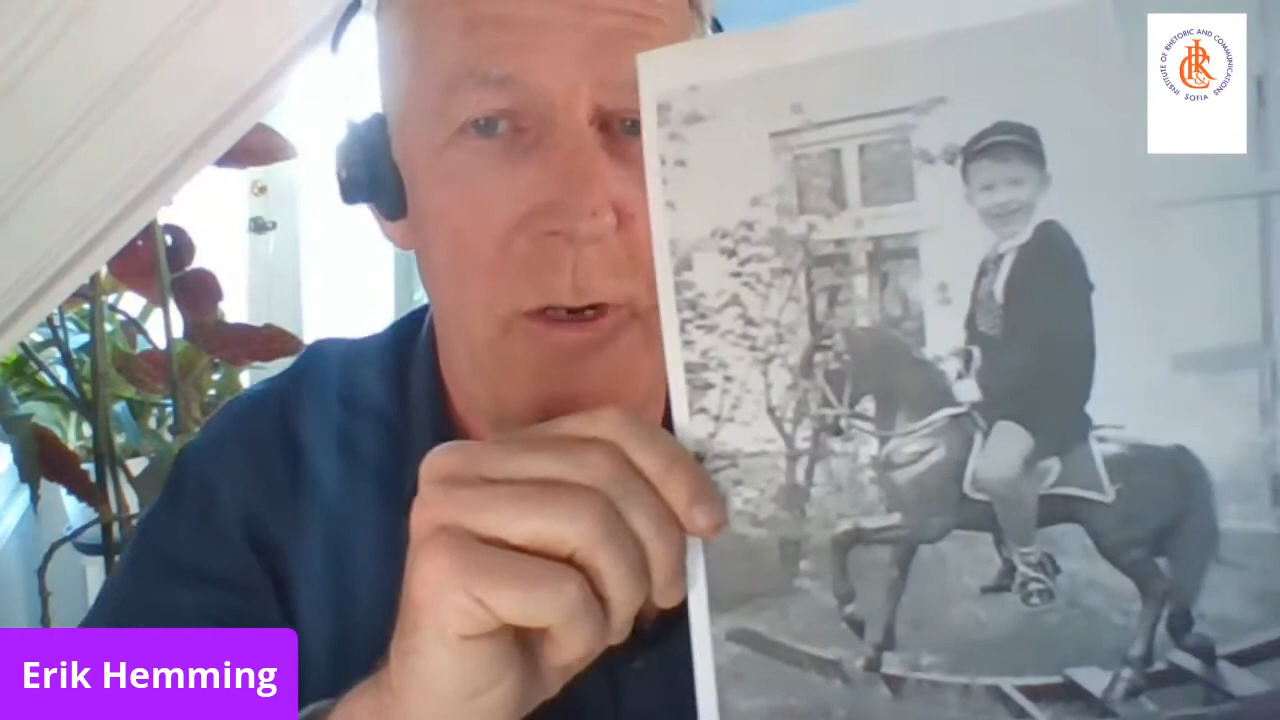 INSTITUTE OF RHETORIC AND COMMUNICATIONS
SOFIA
Erik Hemming